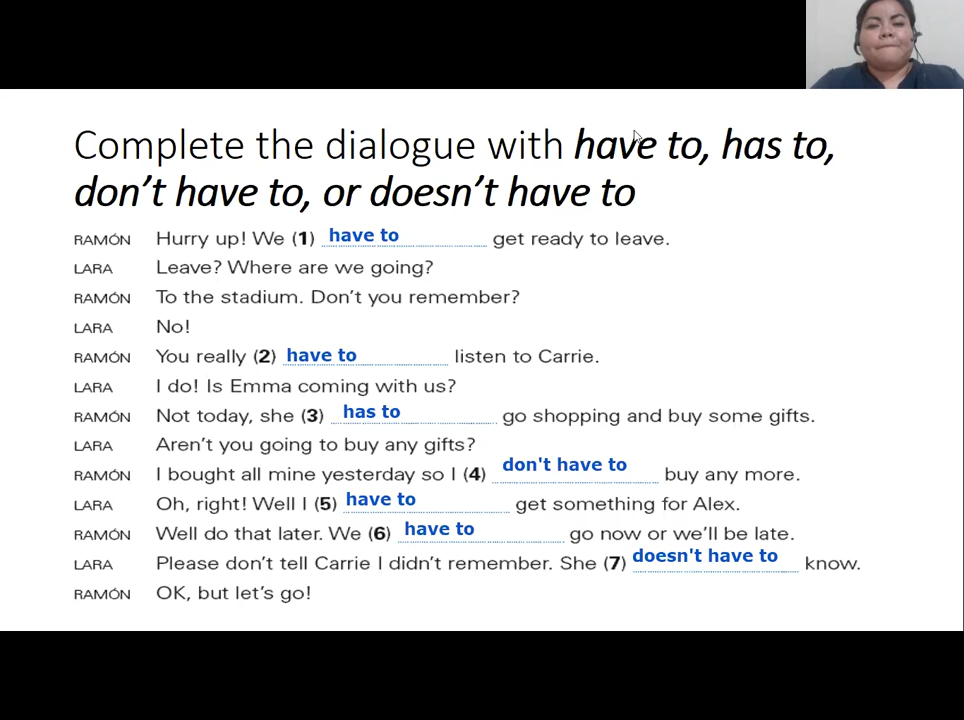 Complete the dialogue with have to, has to,
don't have to, or doesn't have to
RAMÓN Hurry up! We (1) have to get ready to leave.
LARA Leave? Where are we going?
RAMÓN To the stadium. Don't you remember?
LARA No!
RAMÓN You really (2) have to listen to Carrie.
LARA I do! Is Emma coming with us?
RAMÓN Not today, she (3) has to go shopping and buy some gifts.
LARA Aren't you going to buy any gifts?
RAMÓN I bought all mine yesterday so I (4) don't have to buy any more.
LARA Oh, right! Well I (5) have to get something for Alex.
RAMÓN Well do that later. We (6) have to go now or we'll be late.
LARA Please don't tell Carrie I didn't remember. She (7) doesn't have to know.
RAMÓN OK, but let's go!